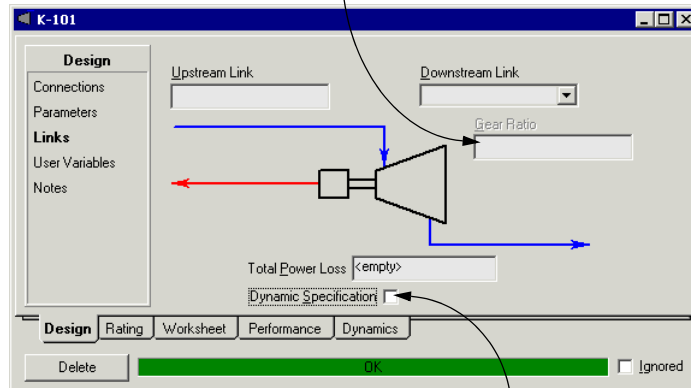 K-101
Design
Connections
Parameters
Links
User Variables
Notes
Upstream Link
Downstream Link
Gear Ratio
Total Power Loss <empty>
Dynamic Specification
Design Rating Worksheet Performance Dynamics
Delete OK Ignored